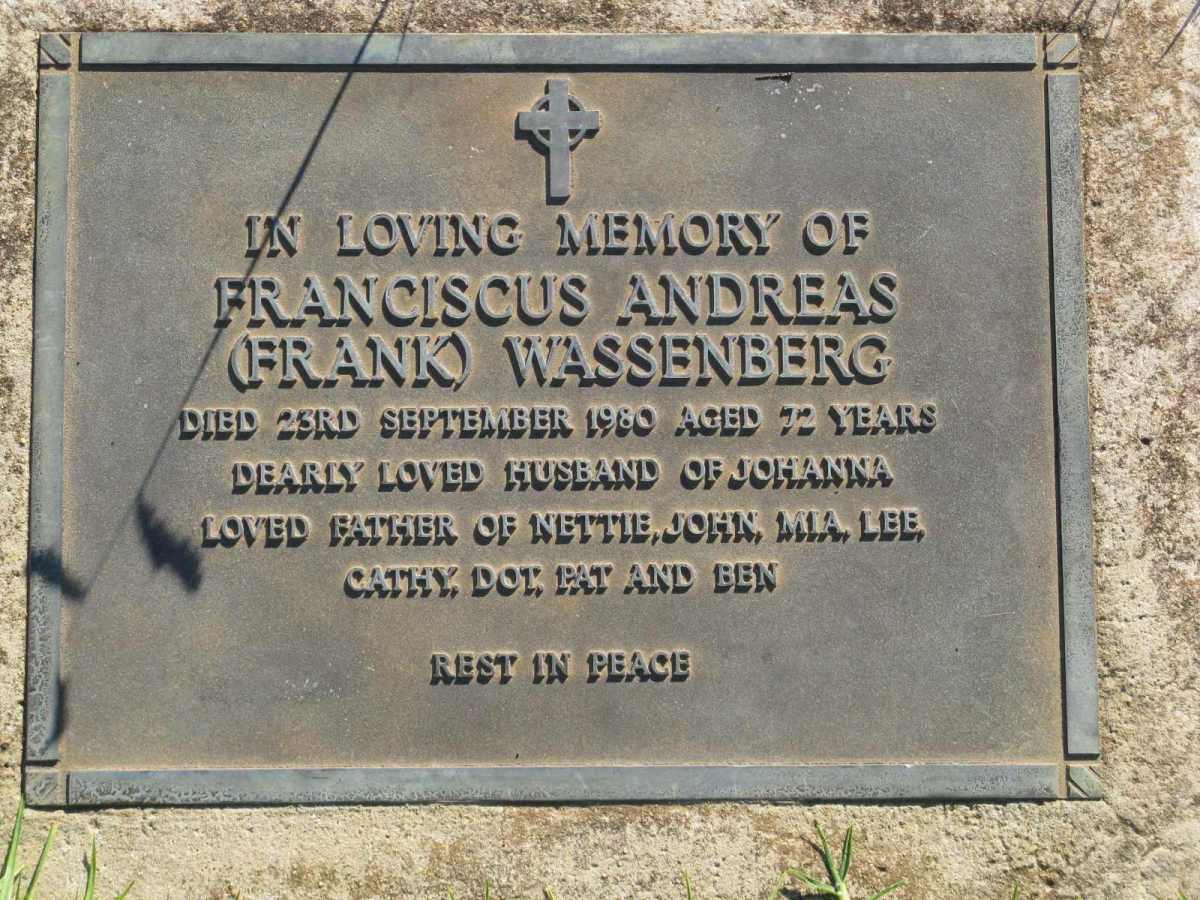 IN LOVING MEMORY OF
FRANCISCUS ANDREAS
(FRANK) WASSENBERG
DIED 23RD SEPTEMBER 1980 AGED 72 YEARS
DEARLY LOVED HUSBAND OF JOHANNA
LOVED FATHER OF NETTIE, JOHN, MIA, LEE,
CATHY, DOT, PAT AND BEN
REST IN PEACE